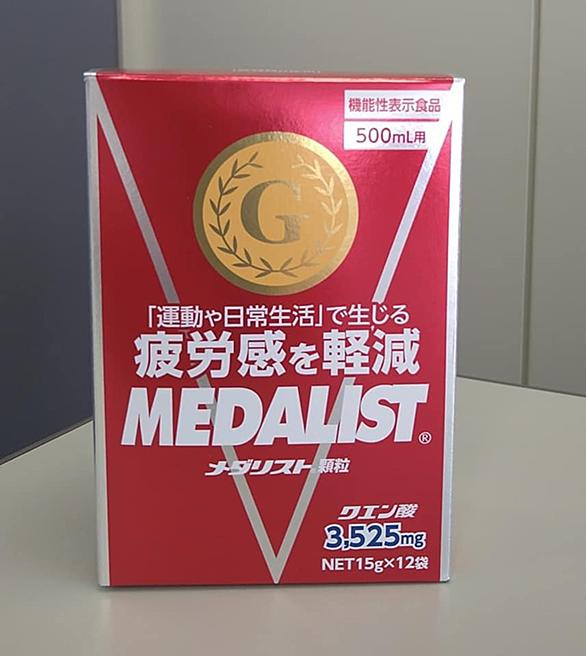 機能性表示食品
500mL用
G
「運動や日常生活」で生じる
疲労感を軽減
MEDALIST®
メダリスト®顆粒
クエン酸
3,525mg
NET15g×12袋